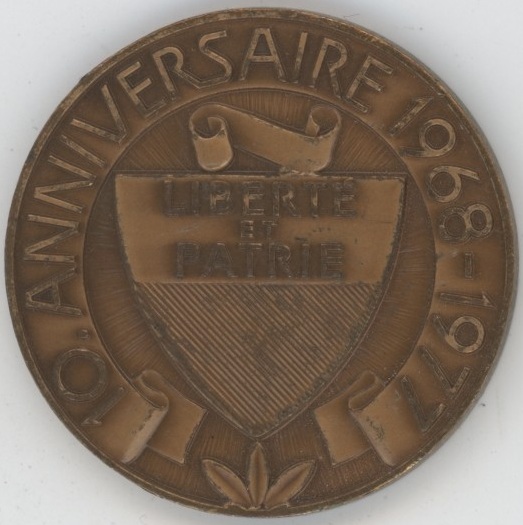 10. ANNIVERSAIRE 1968-1977
LIBERTE
ET
PATRIE